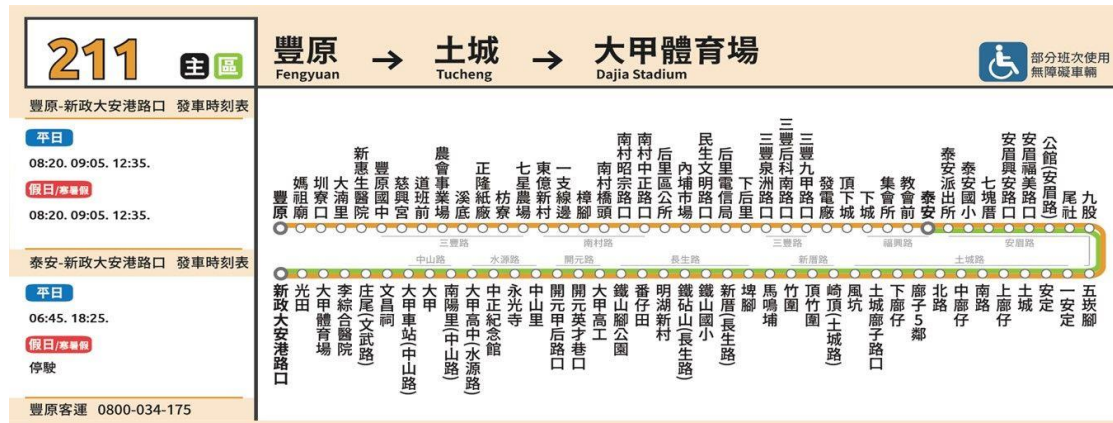 211 主 區
豐原 → 土城 → 大甲體育場
Fengyuan Tucheng Dajia Stadium
部分班次使用
無障礙車輛
豐原-新政大安港路口 發車時刻表
平日
08:20. 09:05. 12:35.
假日/寒暑假
08:20. 09:05. 12:35.
泰安-新政大安港路口 發車時刻表
平日
06:45. 18:25.
假日/寒暑假
停駛
豐原客運 0800-034-175
豐原
媽祖廟
圳寮口
大湳里
新惠生醫院
豐原國中
慈興宮
道班前
農會事業場
溪底
正隆紙廠
枋寮
七星農場
東億新村
一支線邊
樟腳
南村橋頭
南村昭宗路口
南村中正路口
后里區公所
內埔市場
民生文明路口
后里電信局
下后里
三豐泉洲路口
三豐后科南路口
三豐九甲路口
發電廠
頂下城
下城
集會所
教會前
泰安
泰安派出所
泰安國小
七塊厝
安眉興安路口
安眉福美路口
公館(安眉路)
尾社
九股
三豐路
南村路
三豐路
福興路
安眉路
中山路
水源路
開元路
長生路
新厝路
土城路
新政大安港路口
光田
大甲體育場
李綜合醫院
庄尾(文武路)
文昌祠
大甲車站(中山路)
大甲
南陽里(中山路)
大甲高中(水源路)
中正紀念館
永光寺
中山里
開元甲后路口
開元英才巷口
大甲高工
鐵山腳公園
番仔田
明湖新村
鐵砧山(長生路)
鐵山國小
新厝(長生路)
埤腳
馬鳴埔
竹圍
頂竹圍
崎頂(土城路)
風坑
土城廍子路口
下廍仔
廍子5鄰
北路
中廍仔
南路
上廍仔
土城
安定
一安定
五崁腳